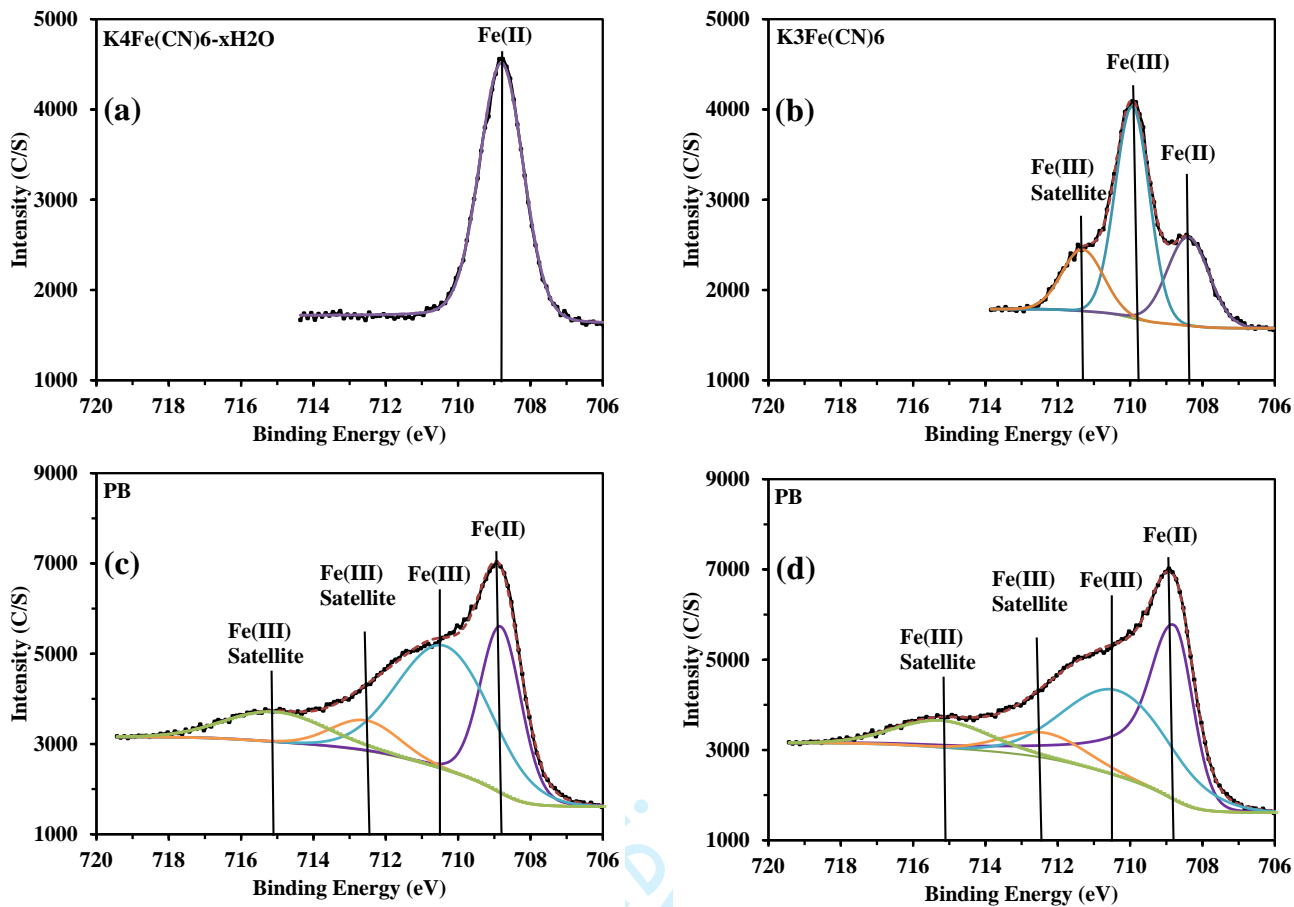 K4Fe(CN)6-xH2O
Fe(II)
(a)
Intensity (C/S)
5000
4000
3000
2000
1000
720
718
716
714
712
710
708
706
Binding Energy (eV)
K3Fe(CN)6
Fe(III)
(b)
Fe(II)
Fe(III)
Satellite
Intensity (C/S)
5000
4000
3000
2000
1000
720
718
716
714
712
710
708
706
Binding Energy (eV)
PB
Fe(II)
(c)
Fe(III)
Satellite
Fe(III)
Fe(III)
Satellite
Intensity (C/S)
9000
7000
5000
3000
1000
720
718
716
714
712
710
708
706
Binding Energy (eV)
PB
Fe(II)
(d)
Fe(III)
Satellite
Fe(III)
Fe(III)
Satellite
Intensity (C/S)
9000
7000
5000
3000
1000
720
718
716
714
712
710
708
706
Binding Energy (eV)